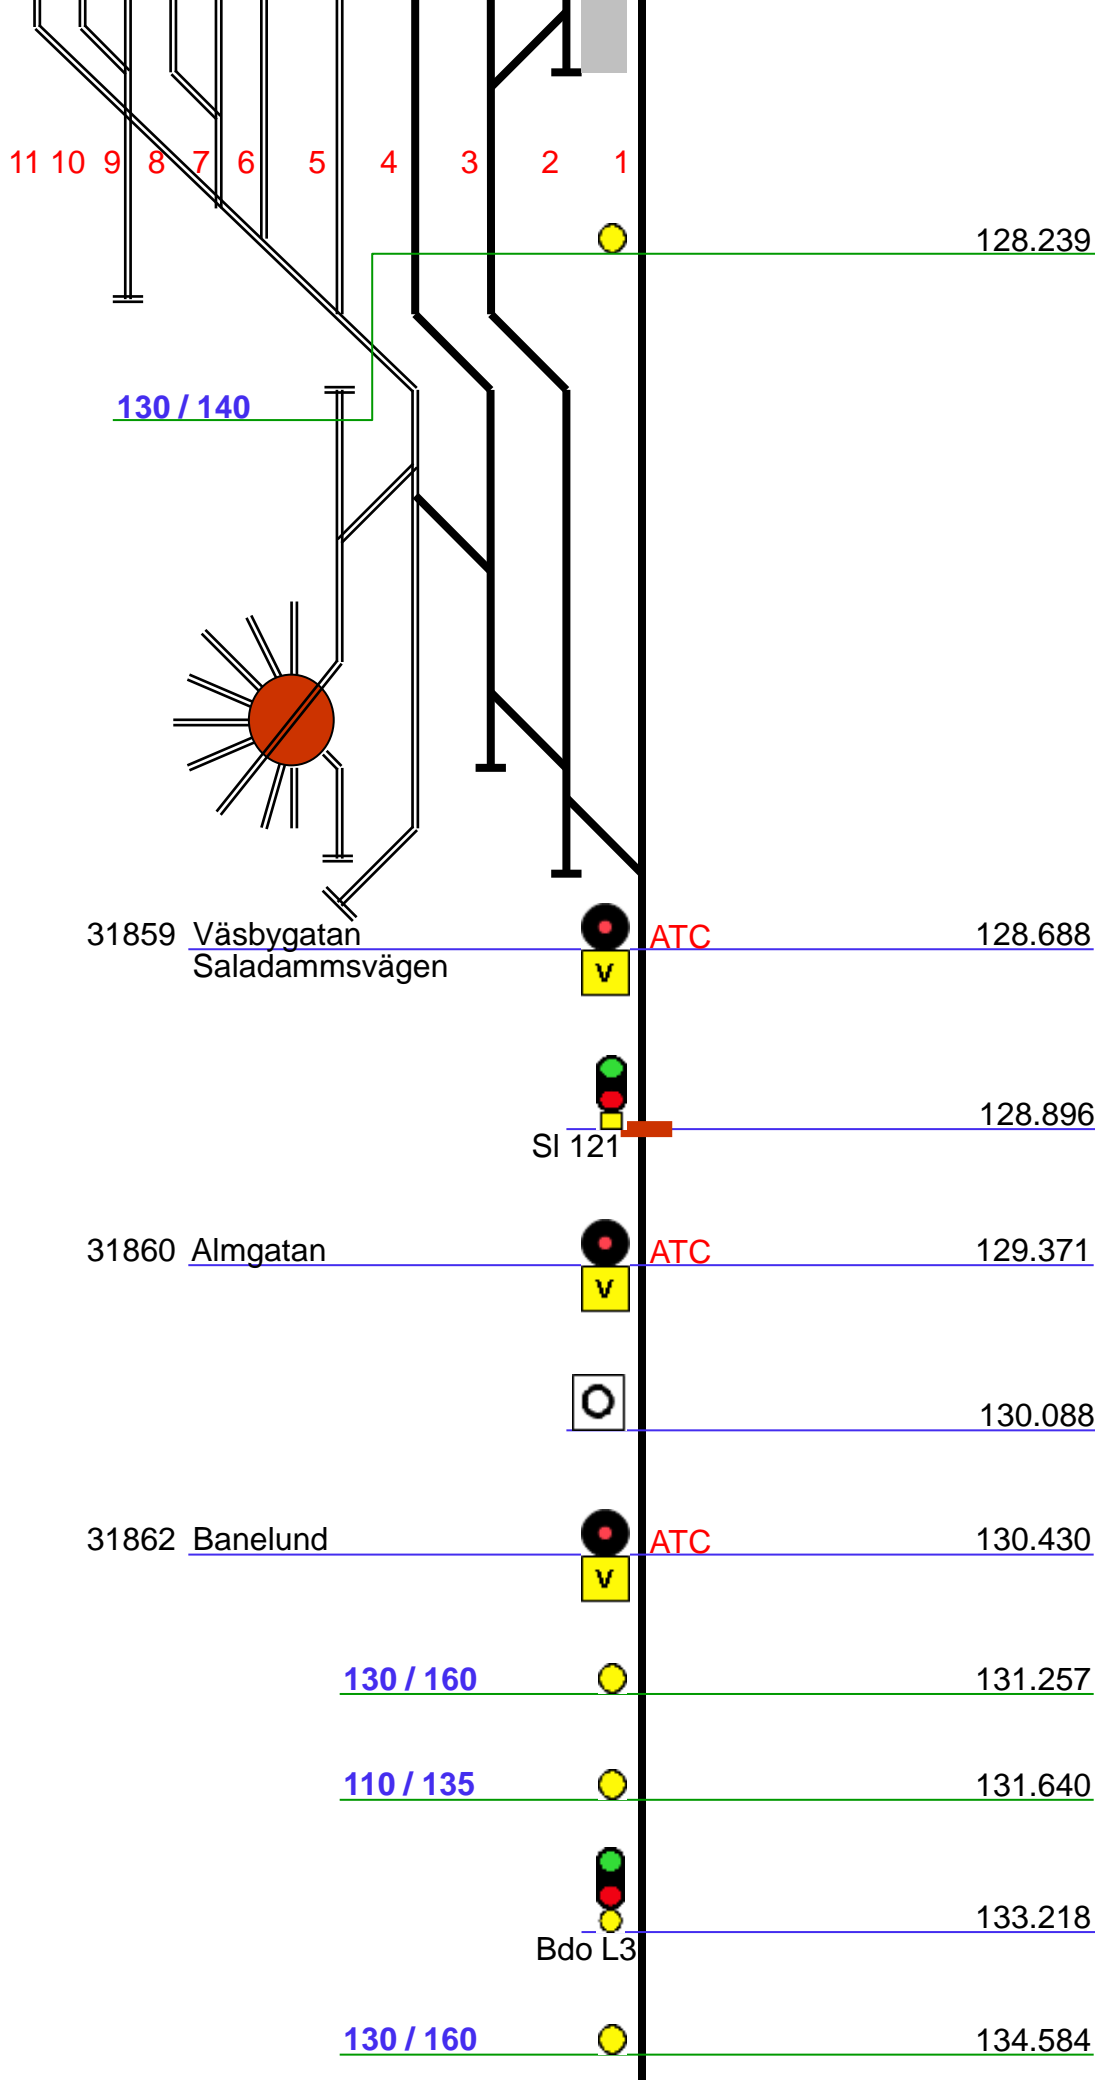 11 10 9 8 7 6 5 4 3 2 1
128.239
130 / 140
31859 Väsbygatan ATC 128.688
Saladammsvägen
V
128.896
Sl 121
31860 Almgatan ATC 129.371
V
O 130.088
31862 Banelund ATC 130.430
V
130 / 160 131.257
110 / 135 131.640
133.218
Bdo L3
130 / 160 134.584